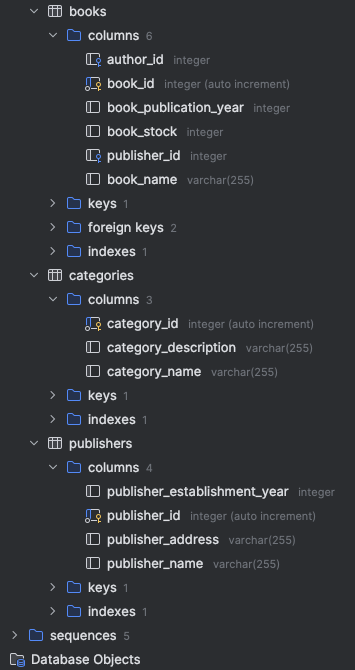 books
columns 6
author_id integer
book_id integer (auto increment)
book_publication_year integer
book_stock integer
publisher_id integer
book_name varchar(255)
keys 1
foreign keys 2
indexes 1
categories
columns 3
category_id integer (auto increment)
category_description varchar(255)
category_name varchar(255)
keys 1
indexes 1
publishers
columns 4
publisher_establishment_year integer
publisher_id integer (auto increment)
publisher_address varchar(255)
publisher_name varchar(255)
keys 1
indexes 1
sequences 5
Database Objects